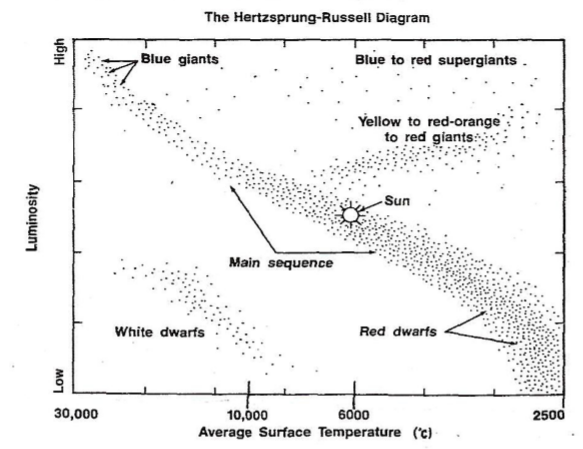 The Hertzsprung-Russell Diagram
High
Blue giants
Blue to red supergiants
Yellow to red-orange
to red giants
Sun
Luminosity
Main sequence
White dwarfs
Red dwarfs
Low
30,000 10,000 6000 2500
Average Surface Temperature (°c)